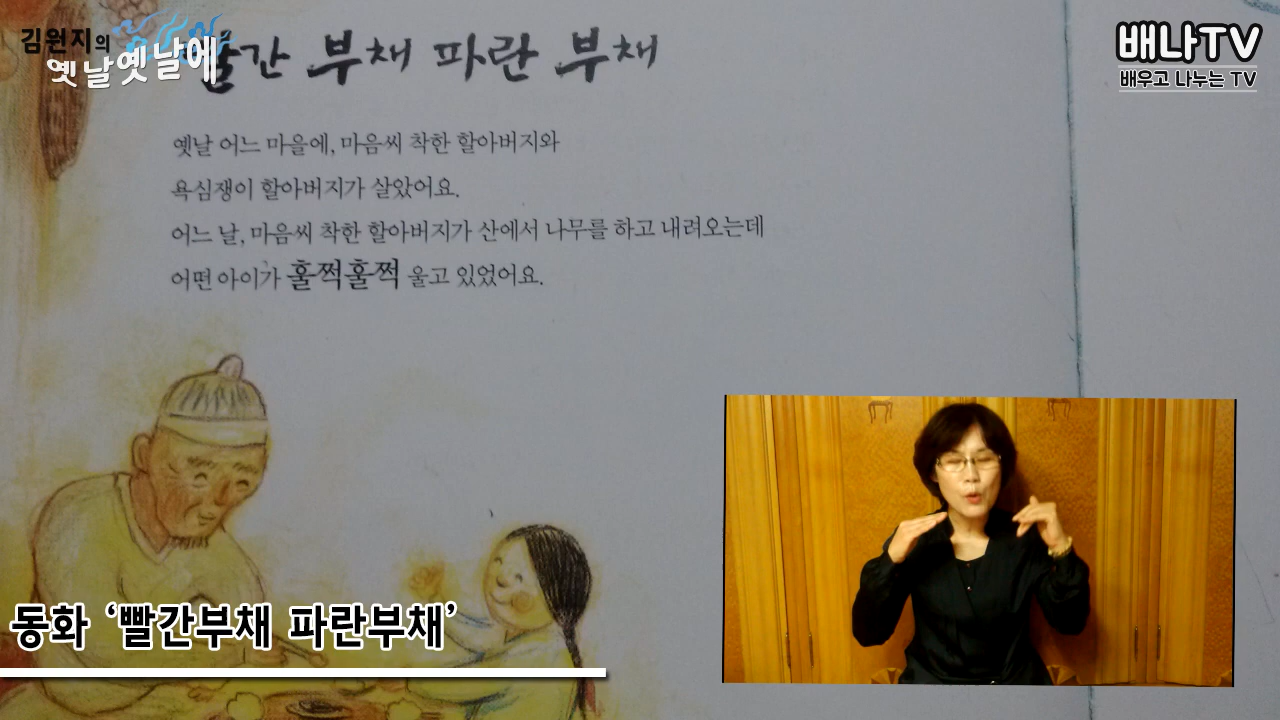 김원지의
옛날옛날에
빨간 부채 파란 부채
배나TV
배우고 나누는 TV
옛날 어느 마을에, 마음씨 착한 할아버지와
욕심쟁이 할아버지가 살았어요.
어느 날, 마음씨 착한 할아버지가 산에서 나무를 하고 내려오는데
어떤 아이가 훌쩍훌쩍 울고 있었어요.
동화 ‘빨간부채 파란부채’